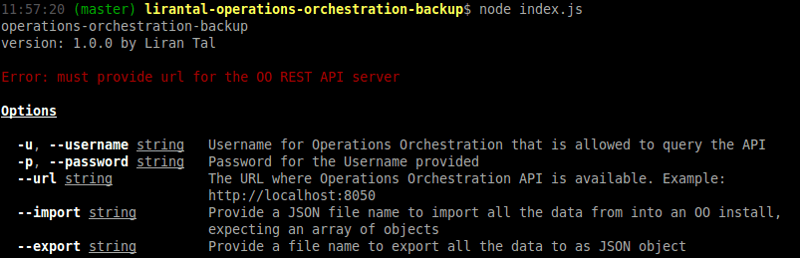 11:57:20 (master) lirantal-operations-orchestration-backup$ node index.js
operations-orchestration-backup
version: 1.0.0 by Liran Tal
Error: must provide url for the OO REST API server
Options
-u, --username string Username for Operations Orchestration that is allowed to query the API
-p, --password string Password for the Username provided
--url string The URL where Operations Orchestration API is available. Example:
http://localhost:8050
--import string Provide a JSON file name to import all the data from into an OO install,
expecting an array of objects
--export string Provide a file name to export all the data to as JSON object